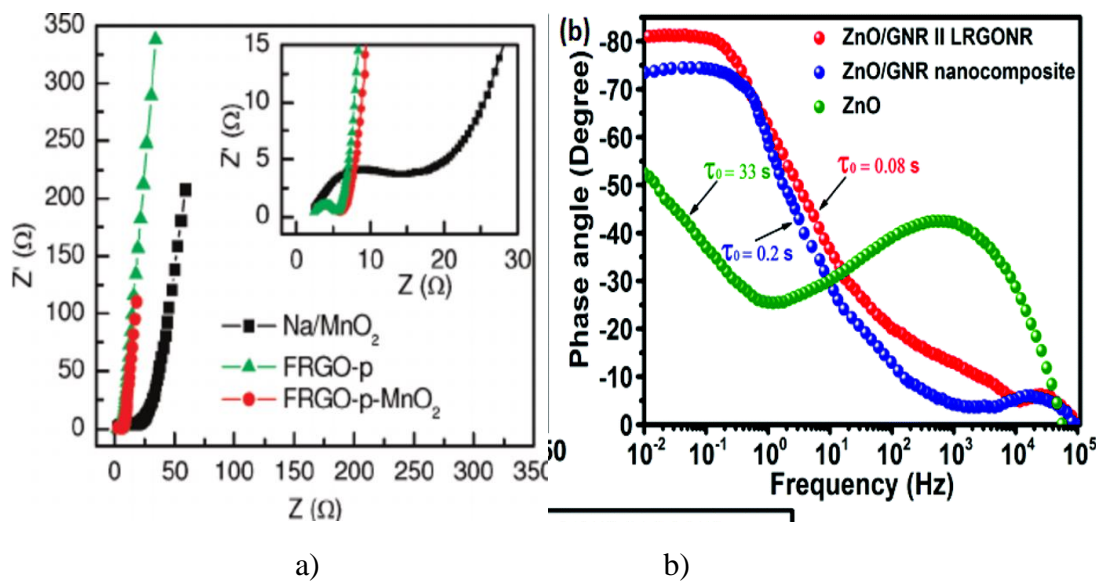 350
300
250
200
150
100
50
0
Z' (Ω)
0 50 100 150 200 250 300 350
Z (Ω)
15
10
5
0
Z' (Ω)
0 10 20 30
Z (Ω)
Na/MnO₂
FRGO-p
FRGO-p-MnO₂
(b)
ZnO/GNR II LRGONR
ZnO/GNR nanocomposite
ZnO
-80
-70
-60
-50
-40
-30
-20
-10
0
Phase angle (Degree)
τ₀ = 33 s
τ₀ = 0.08 s
τ₀ = 0.2 s
50
10⁻² 10⁻¹ 10⁰ 10¹ 10² 10³ 10⁴ 10⁵
Frequency (Hz)
a) b)